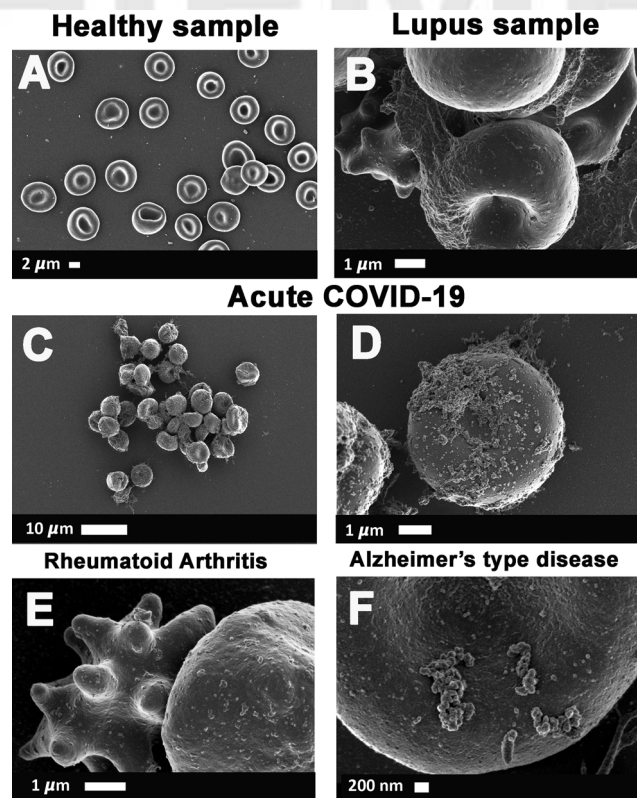 Healthy sample
Lupus sample
A
B
2 µm
1 µm
Acute COVID-19
C
D
10 µm
1 µm
Rheumatoid Arthritis
Alzheimer's type disease
E
F
1 µm
200 nm